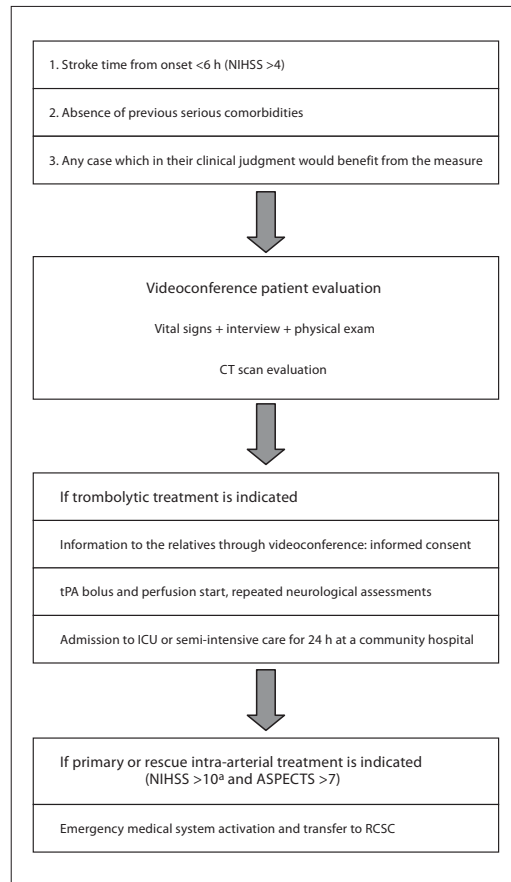 1. Stroke time from onset <6 h (NIHSS >4)
2. Absence of previous serious comorbidities
3. Any case which in their clinical judgment would benefit from the measure
Videoconference patient evaluation
Vital signs + interview + physical exam
CT scan evaluation
If trombolytic treatment is indicated
Information to the relatives through videoconference: informed consent
tPA bolus and perfusion start, repeated neurological assessments
Admission to ICU or semi-intensive care for 24 h at a community hospital
If primary or rescue intra-arterial treatment is indicated
(NIHSS >10ª and ASPECTS >7)
Emergency medical system activation and transfer to RCSC